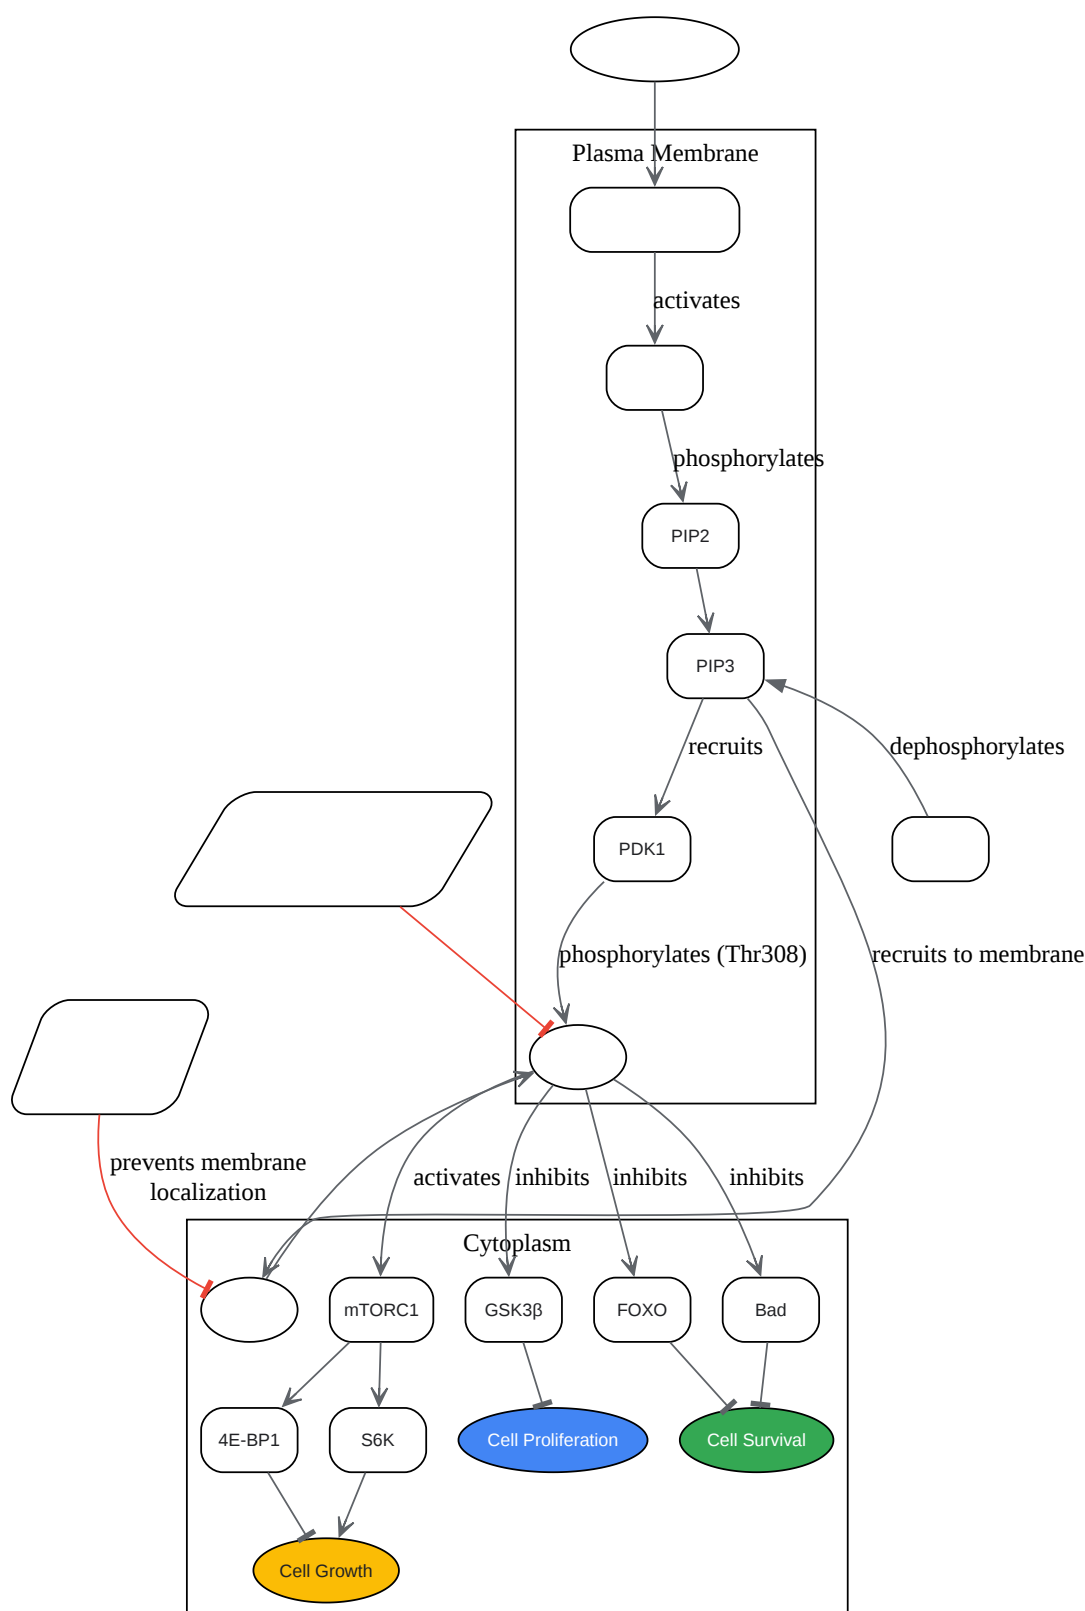 Plasma Membrane
activates
phosphorylates
PIP2
PIP3
recruits
dephosphorylates
PDK1
phosphorylates (Thr308)
recruits to membrane
prevents membrane
localization
activates
inhibits
inhibits
inhibits
Cytoplasm
mTORC1
GSK3β
FOXO
Bad
4E-BP1
S6K
Cell Proliferation
Cell Survival
Cell Growth